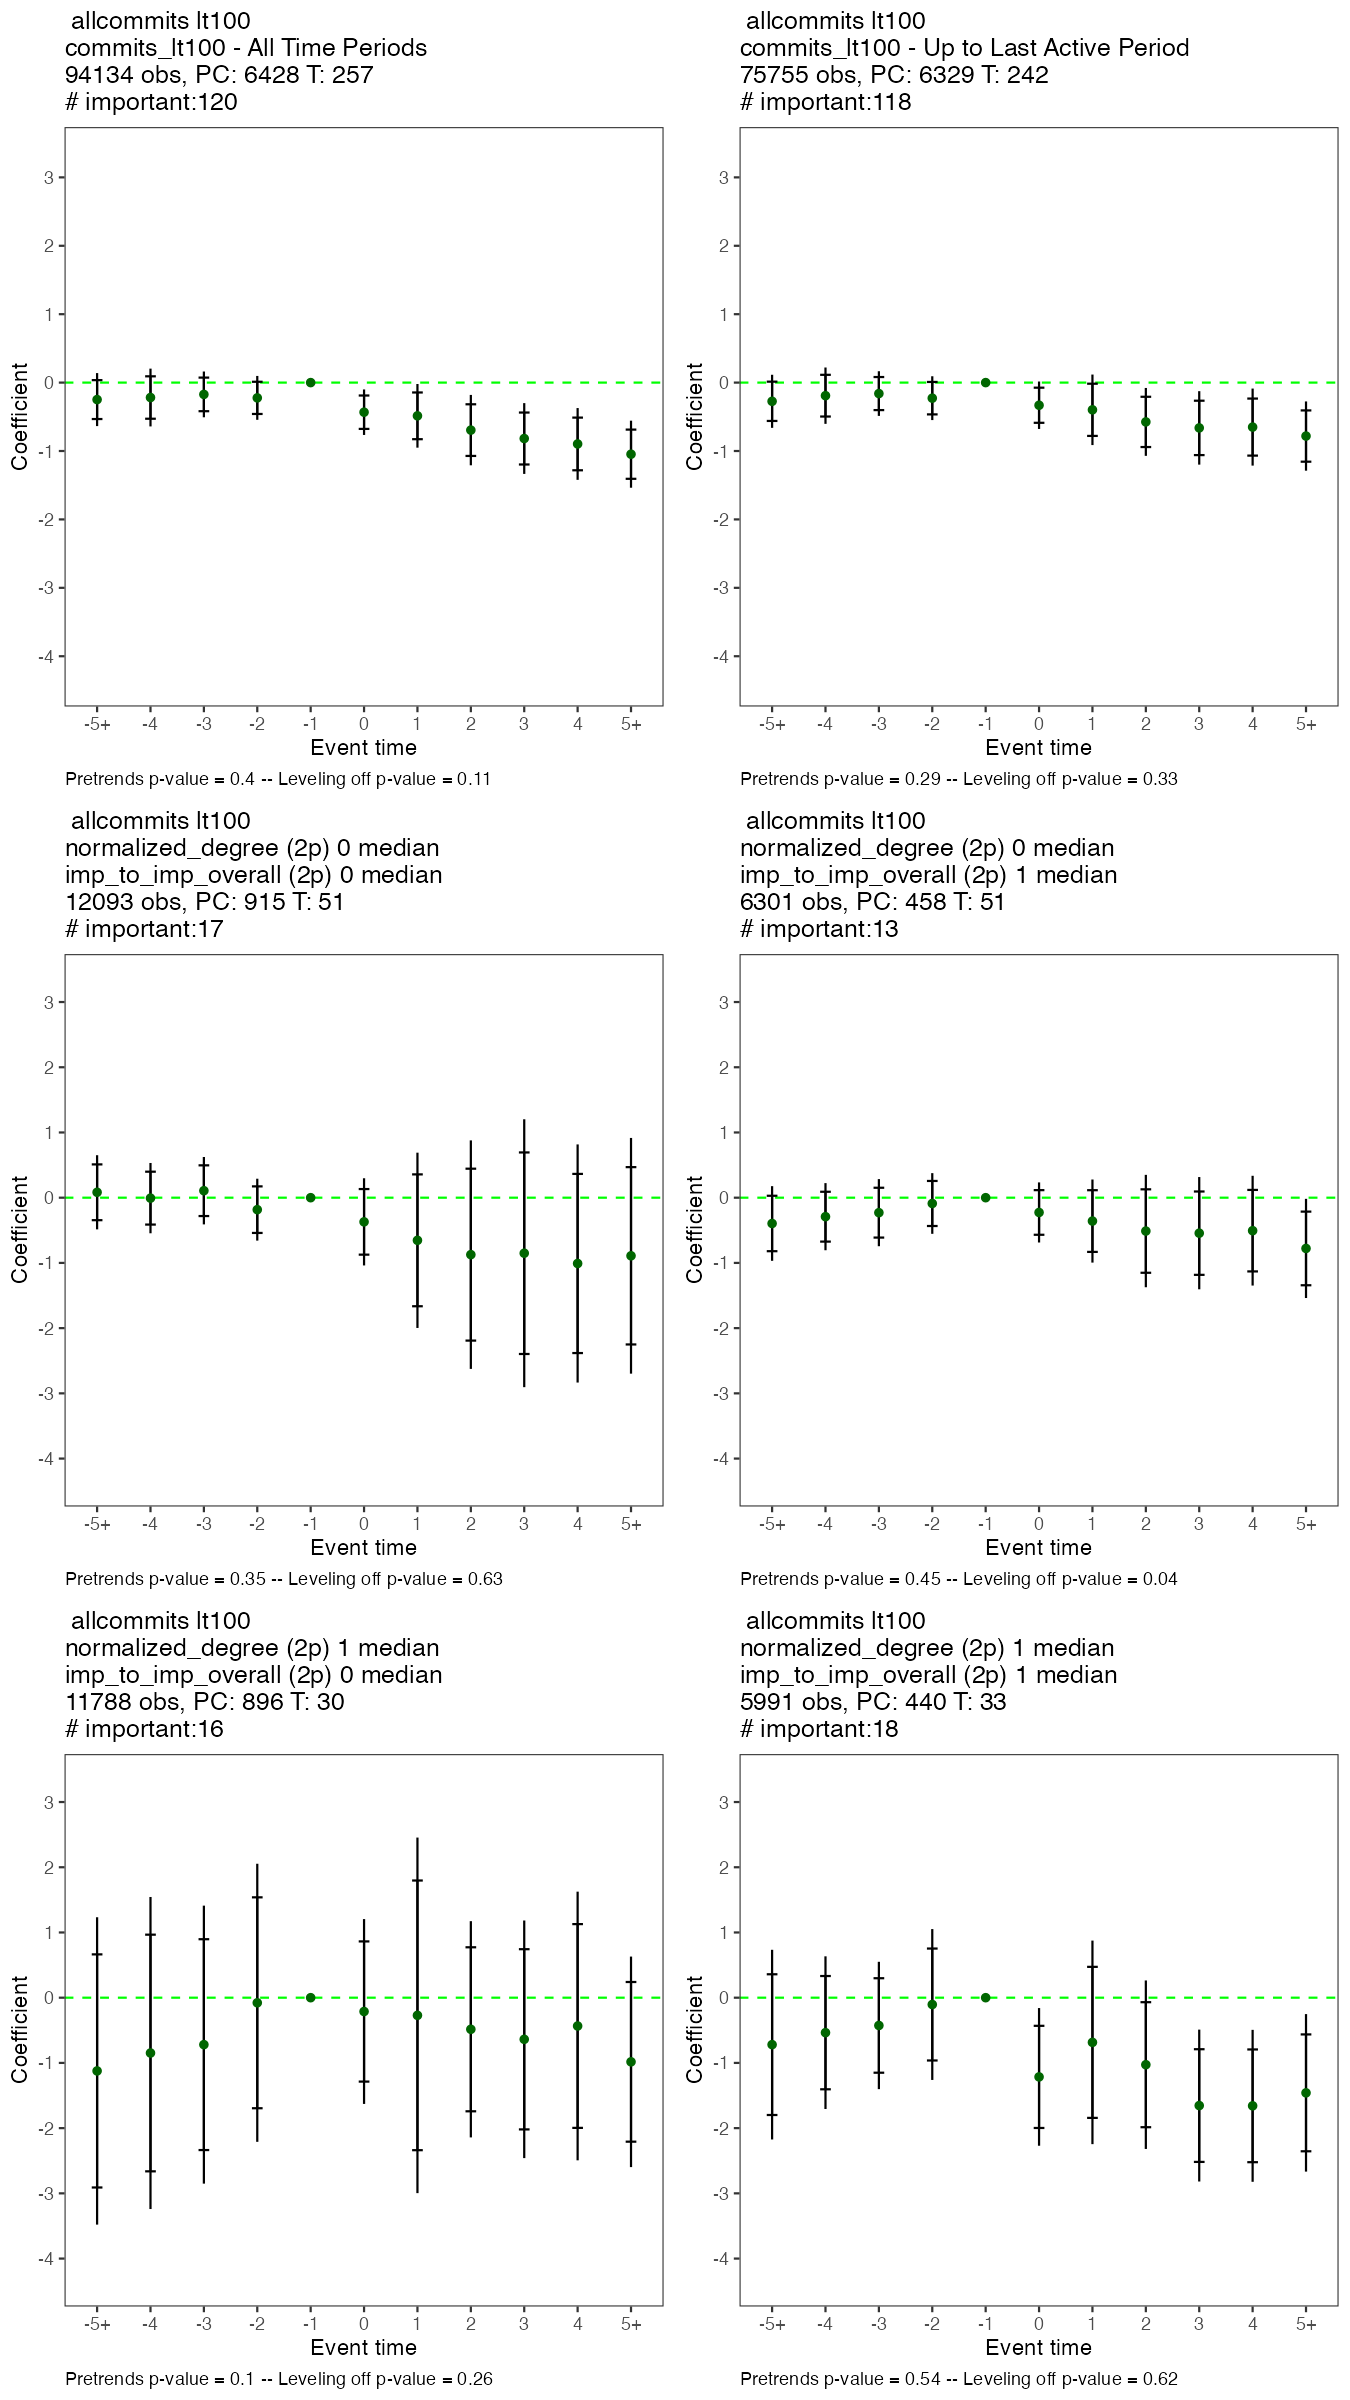 allcommits lt100
commits_lt100 - All Time Periods
94134 obs, PC: 6428 T: 257
# important:120
3
2
1
0
-1
-2
-3
-4
Coefficient
-5+ -4 -3 -2 -1 0 1 2 3 4 5+
Event time
Pretrends p-value = 0.4 -- Leveling off p-value = 0.11
allcommits lt100
commits_lt100 - Up to Last Active Period
75755 obs, PC: 6329 T: 242
# important:118
3
2
1
0
-1
-2
-3
-4
Coefficient
-5+ -4 -3 -2 -1 0 1 2 3 4 5+
Event time
Pretrends p-value = 0.29 -- Leveling off p-value = 0.33
allcommits lt100
normalized_degree (2p) 0 median
imp_to_imp_overall (2p) 0 median
12093 obs, PC: 915 T: 51
# important:17
3
2
1
0
-1
-2
-3
-4
Coefficient
-5+ -4 -3 -2 -1 0 1 2 3 4 5+
Event time
Pretrends p-value = 0.35 -- Leveling off p-value = 0.63
allcommits lt100
normalized_degree (2p) 0 median
imp_to_imp_overall (2p) 1 median
6301 obs, PC: 458 T: 51
# important:13
3
2
1
0
-1
-2
-3
-4
Coefficient
-5+ -4 -3 -2 -1 0 1 2 3 4 5+
Event time
Pretrends p-value = 0.45 -- Leveling off p-value = 0.04
allcommits lt100
normalized_degree (2p) 1 median
imp_to_imp_overall (2p) 0 median
11788 obs, PC: 896 T: 30
# important:16
3
2
1
0
-1
-2
-3
-4
Coefficient
-5+ -4 -3 -2 -1 0 1 2 3 4 5+
Event time
Pretrends p-value = 0.1 -- Leveling off p-value = 0.26
allcommits lt100
normalized_degree (2p) 1 median
imp_to_imp_overall (2p) 1 median
5991 obs, PC: 440 T: 33
# important:18
3
2
1
0
-1
-2
-3
-4
Coefficient
-5+ -4 -3 -2 -1 0 1 2 3 4 5+
Event time
Pretrends p-value = 0.54 -- Leveling off p-value = 0.62